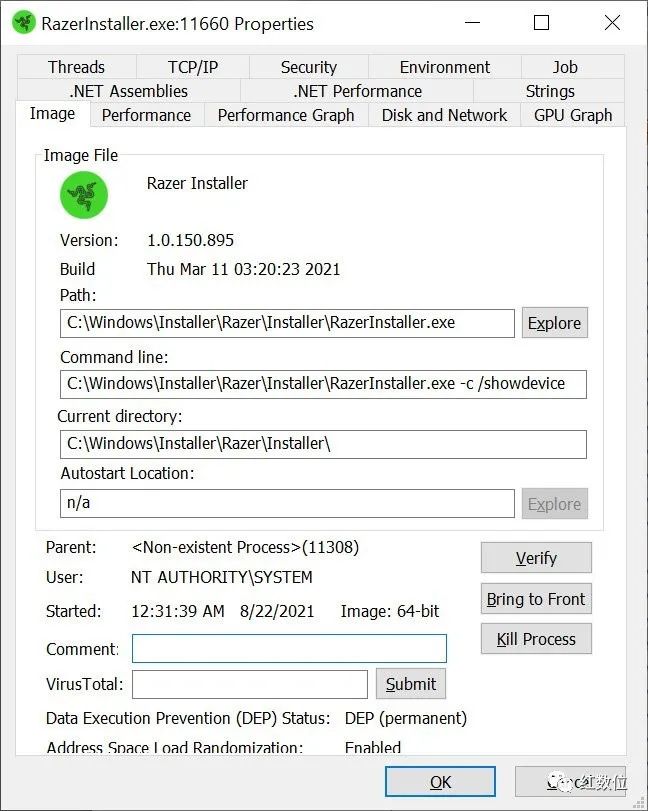 RazerInstaller.exe:11660 Properties
Threads TCP/IP Security Environment Job
.NET Assemblies .NET Performance Strings
Image Performance Performance Graph Disk and Network GPU Graph
Image File
Razer Installer
Version: 1.0.150.895
Build Thu Mar 11 03:20:23 2021
Path:
C:\Windows\Installer\Razer\Installer\RazerInstaller.exe Explore
Command line:
C:\Windows\Installer\Razer\Installer\RazerInstaller.exe -c /showdevice
Current directory:
C:\Windows\Installer\Razer\Installer\
Autostart Location:
n/a Explore
Parent: <Non-existent Process>(11308) Verify
User: NT AUTHORITY\SYSTEM
Bring to Front
Started: 12:31:39 AM 8/22/2021 Image: 64-bit
Kill Process
Comment:
VirusTotal: Submit
Data Execution Prevention (DEP) Status: DEP (permanent)
Address Space Load Randomization: Enabled
OK
红数位